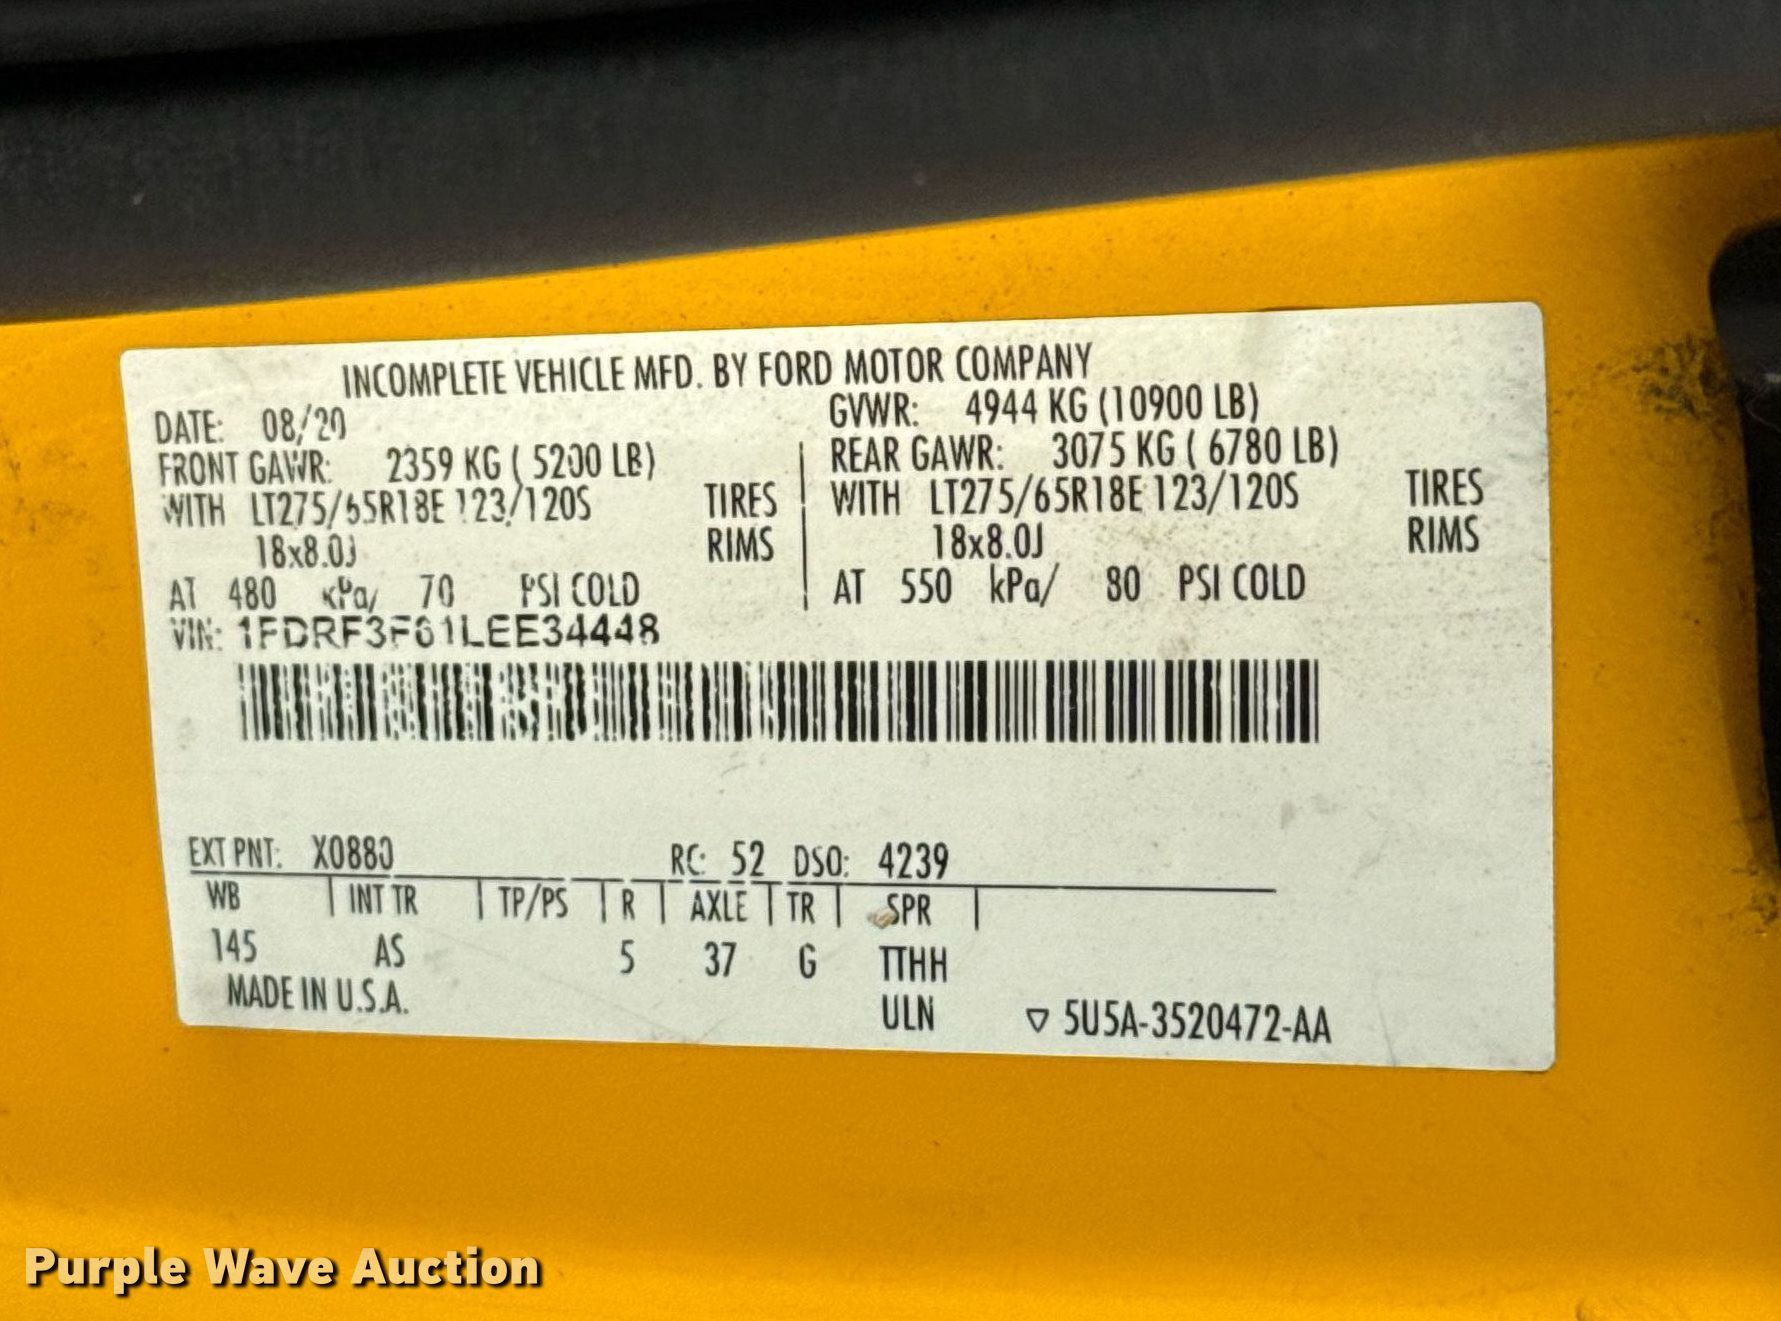 INCOMPLETE VEHICLE MFD. BY FORD MOTOR COMPANY
DATE: 08/20 GVWR: 4944 KG (10900 LB)
FRONT GAWR: 2359 KG ( 5200 LB) REAR GAWR: 3075 KG ( 6780 LB)
WITH LT275/65R18E 123/120S TIRES WITH LT275/65R18E 123/120S TIRES
18x8.0J RIMS 18x8.0J RIMS
AT 480 kPa/ 70 PSI COLD AT 550 kPa/ 80 PSI COLD
VIN: 1FDRF3F61LEE34448
EXT PNT: X0880 RC: 52 DSO: 4239
WB | INT TR | TP/PS | R | AXLE | TR | SPR |
145 AS 5 37 G TTHH
MADE IN U.S.A. ULN ▽ 5U5A-3520472-AA
Purple Wave Auction